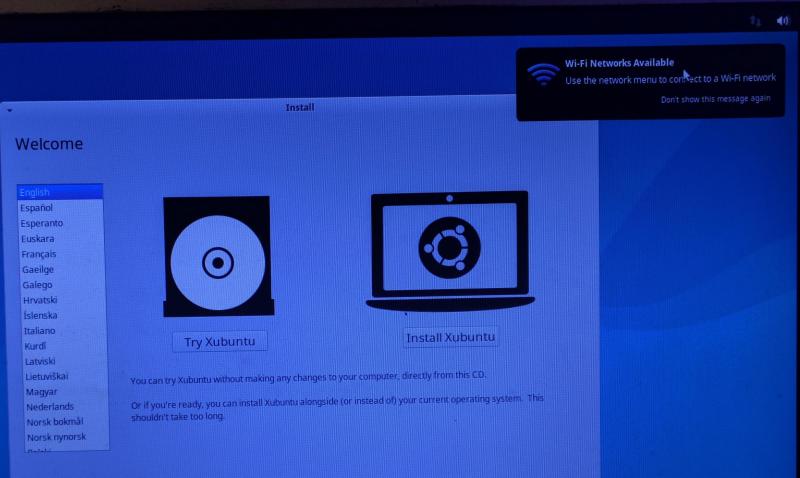 Wi-Fi Networks Available
Use the network menu to connect to a Wi-Fi network
Don't show this message again
Install
Welcome
English
Español
Esperanto
Euskara
Français
Gaeilge
Galego
Hrvatski
Íslenska
Italiano
Kurdî
Latviski
Lietuviškai
Magyar
Nederlands
Norsk bokmål
Norsk nynorsk
Polski
Try Xubuntu
Install Xubuntu
You can try Xubuntu without making any changes to your computer, directly from this CD.
Or if you're ready, you can install Xubuntu alongside (or instead of) your current operating system. This
shouldn't take too long.